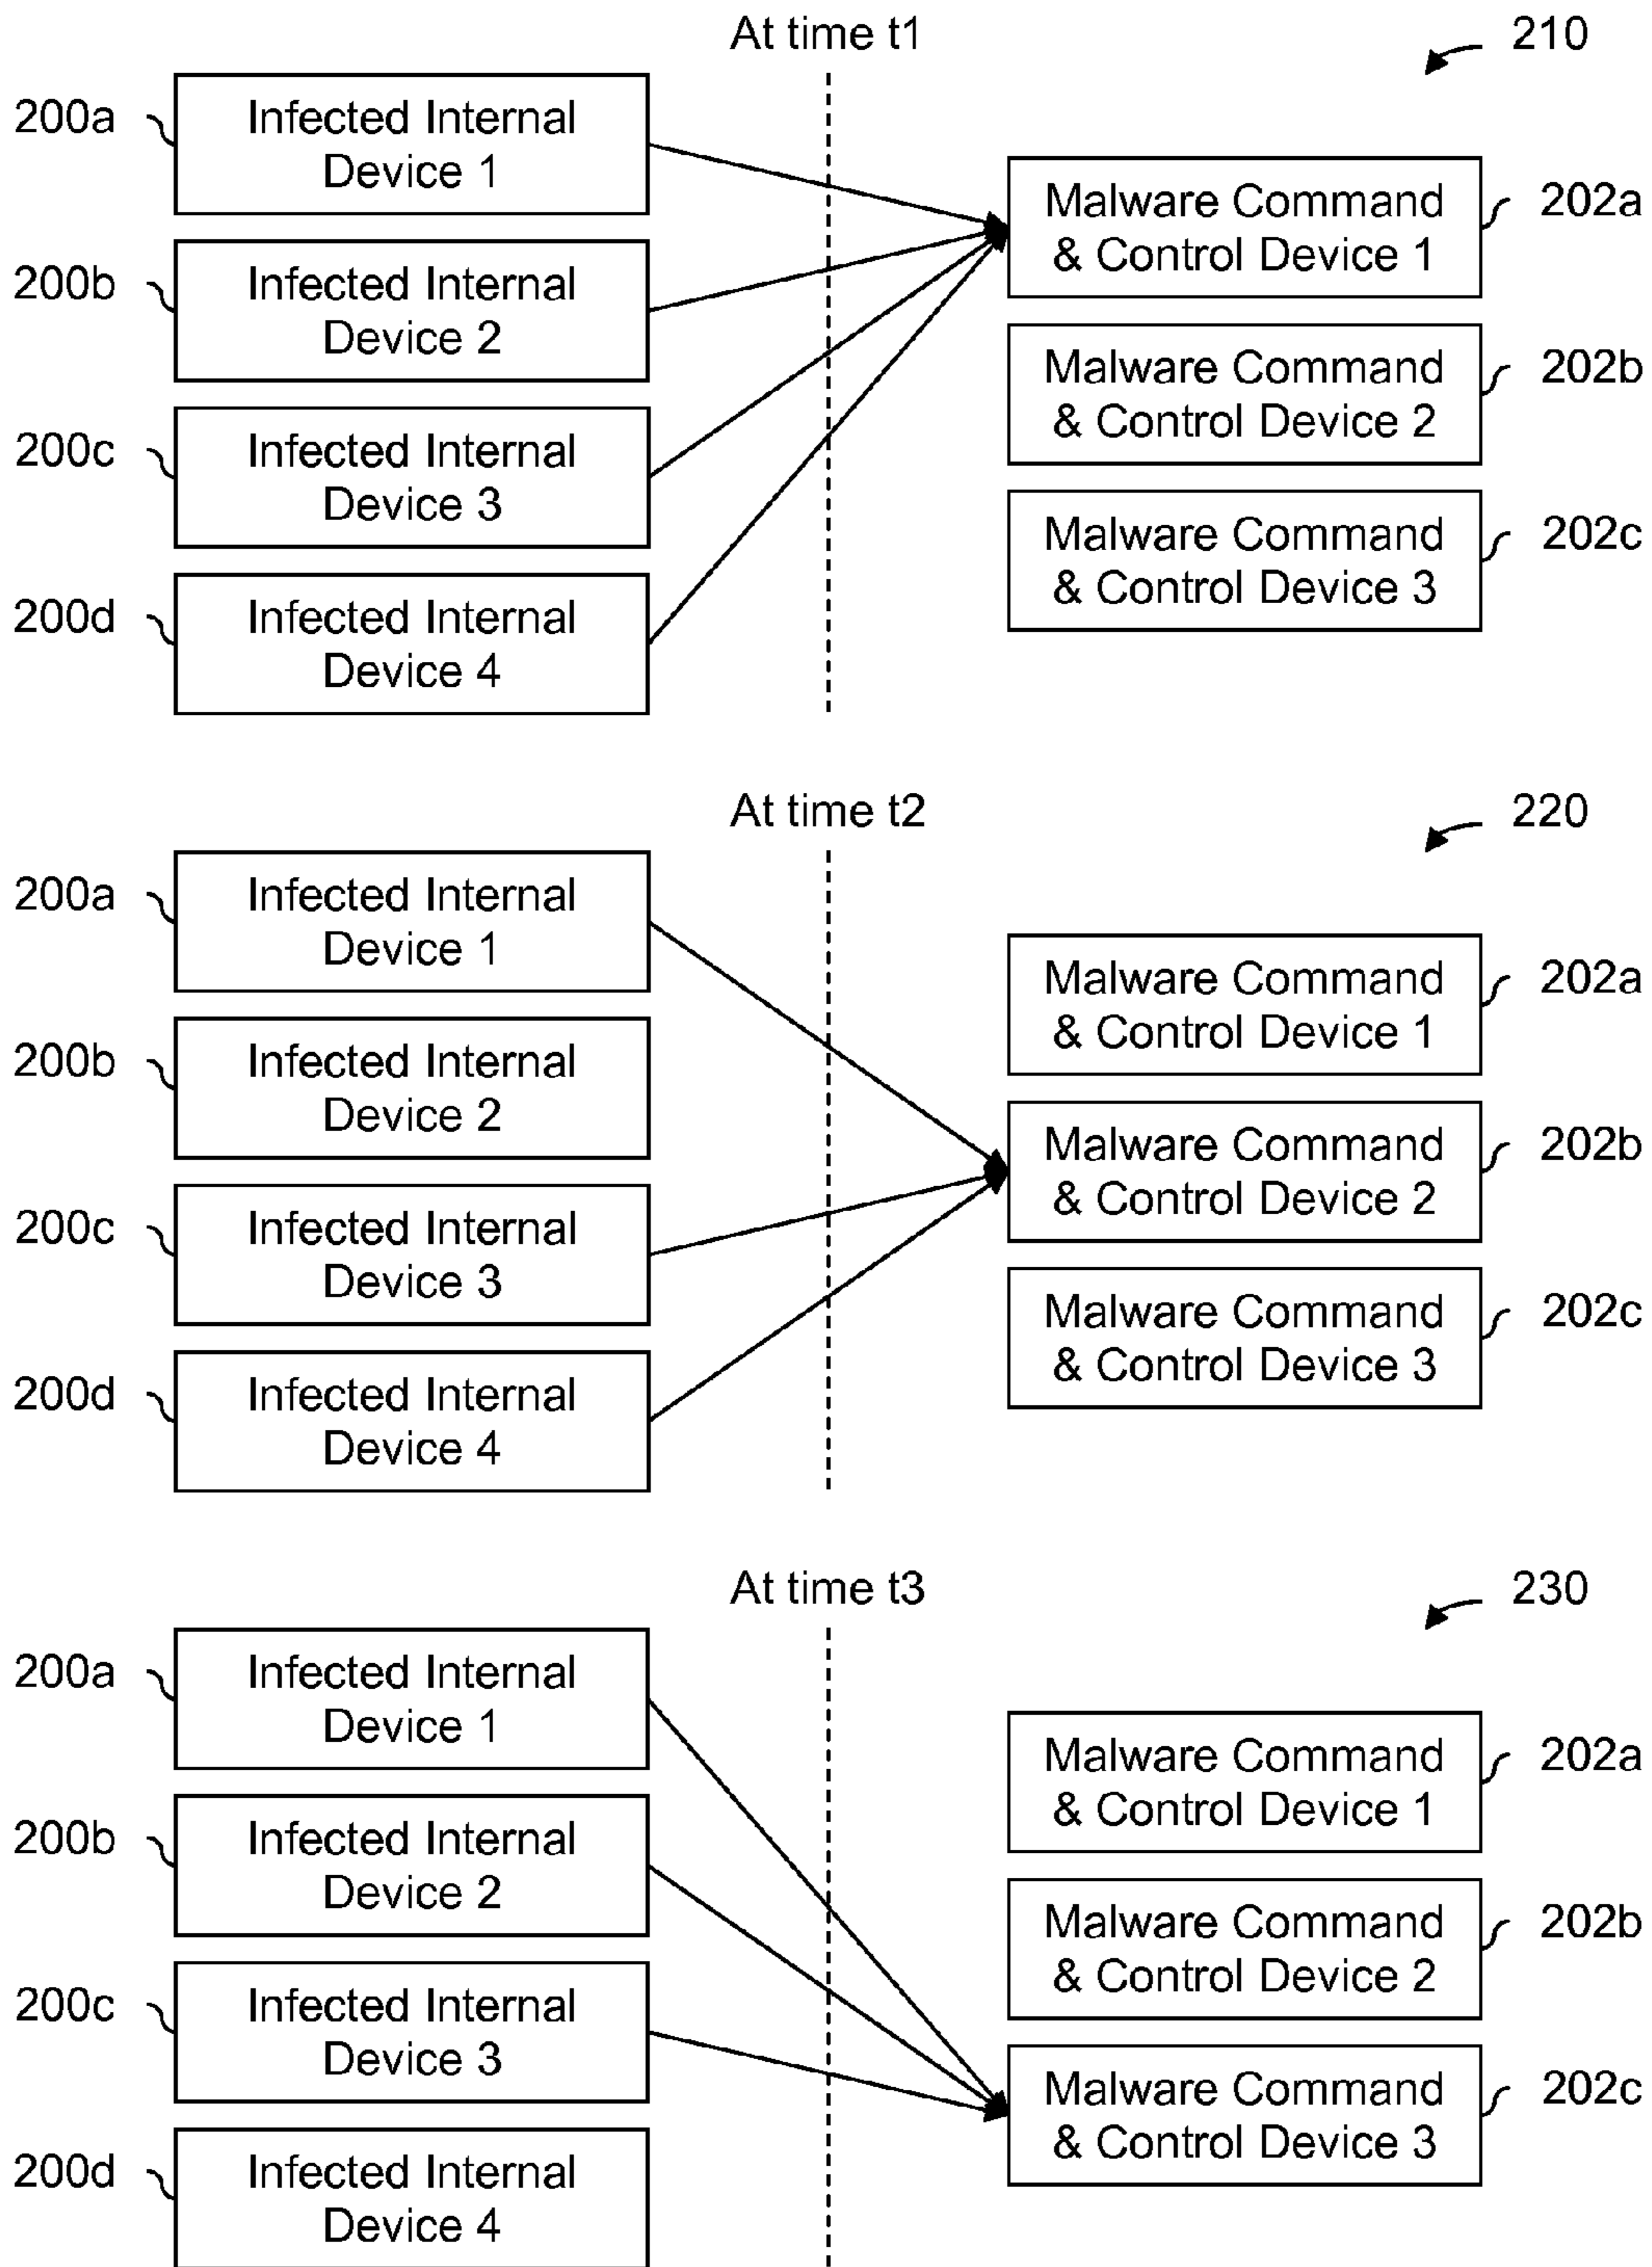 At time t1
210
200a
Infected Internal
Device 1
200b
Infected Internal
Device 2
200c
Infected Internal
Device 3
200d
Infected Internal
Device 4
Malware Command
& Control Device 1
202a
Malware Command
& Control Device 2
202b
Malware Command
& Control Device 3
202c
At time t2
220
200a
Infected Internal
Device 1
200b
Infected Internal
Device 2
200c
Infected Internal
Device 3
200d
Infected Internal
Device 4
Malware Command
& Control Device 1
202a
Malware Command
& Control Device 2
202b
Malware Command
& Control Device 3
202c
At time t3
230
200a
Infected Internal
Device 1
200b
Infected Internal
Device 2
200c
Infected Internal
Device 3
200d
Infected Internal
Device 4
Malware Command
& Control Device 1
202a
Malware Command
& Control Device 2
202b
Malware Command
& Control Device 3
202c